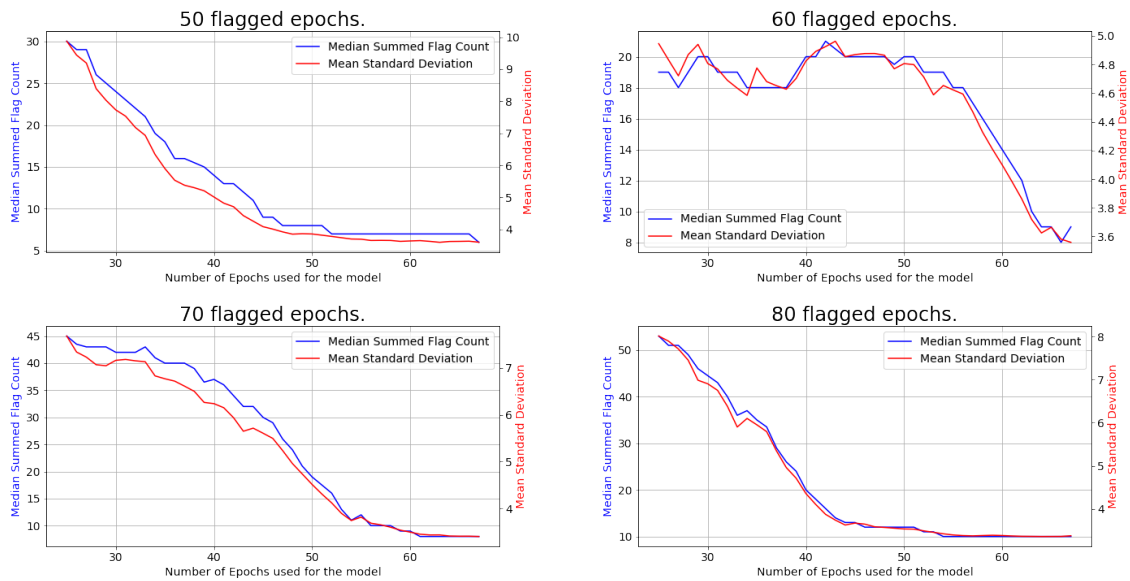 50 flagged epochs.
Median Summed Flag Count
Mean Standard Deviation
30
25
20
15
10
5
10
9
8
7
6
5
4
30
40
50
60
Median Summed Flag Count
Mean Standard Deviation
Number of Epochs used for the model
60 flagged epochs.
Median Summed Flag Count
Mean Standard Deviation
20
18
16
14
12
10
8
5.0
4.8
4.6
4.4
4.2
4.0
3.8
3.6
30
40
50
60
Median Summed Flag Count
Mean Standard Deviation
Number of Epochs used for the model
70 flagged epochs.
Median Summed Flag Count
Mean Standard Deviation
45
40
35
30
25
20
15
10
7
6
5
4
30
40
50
60
Median Summed Flag Count
Mean Standard Deviation
Number of Epochs used for the model
80 flagged epochs.
Median Summed Flag Count
Mean Standard Deviation
50
40
30
20
10
8
7
6
5
4
30
40
50
60
Median Summed Flag Count
Mean Standard Deviation
Number of Epochs used for the model